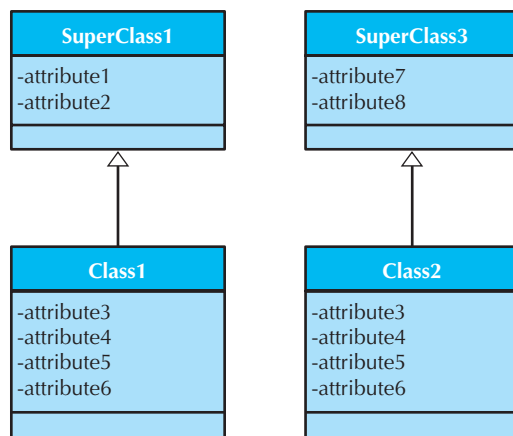 SuperClass1
-attribute1
-attribute2
SuperClass3
-attribute7
-attribute8
Class1
-attribute3
-attribute4
-attribute5
-attribute6
Class2
-attribute3
-attribute4
-attribute5
-attribute6